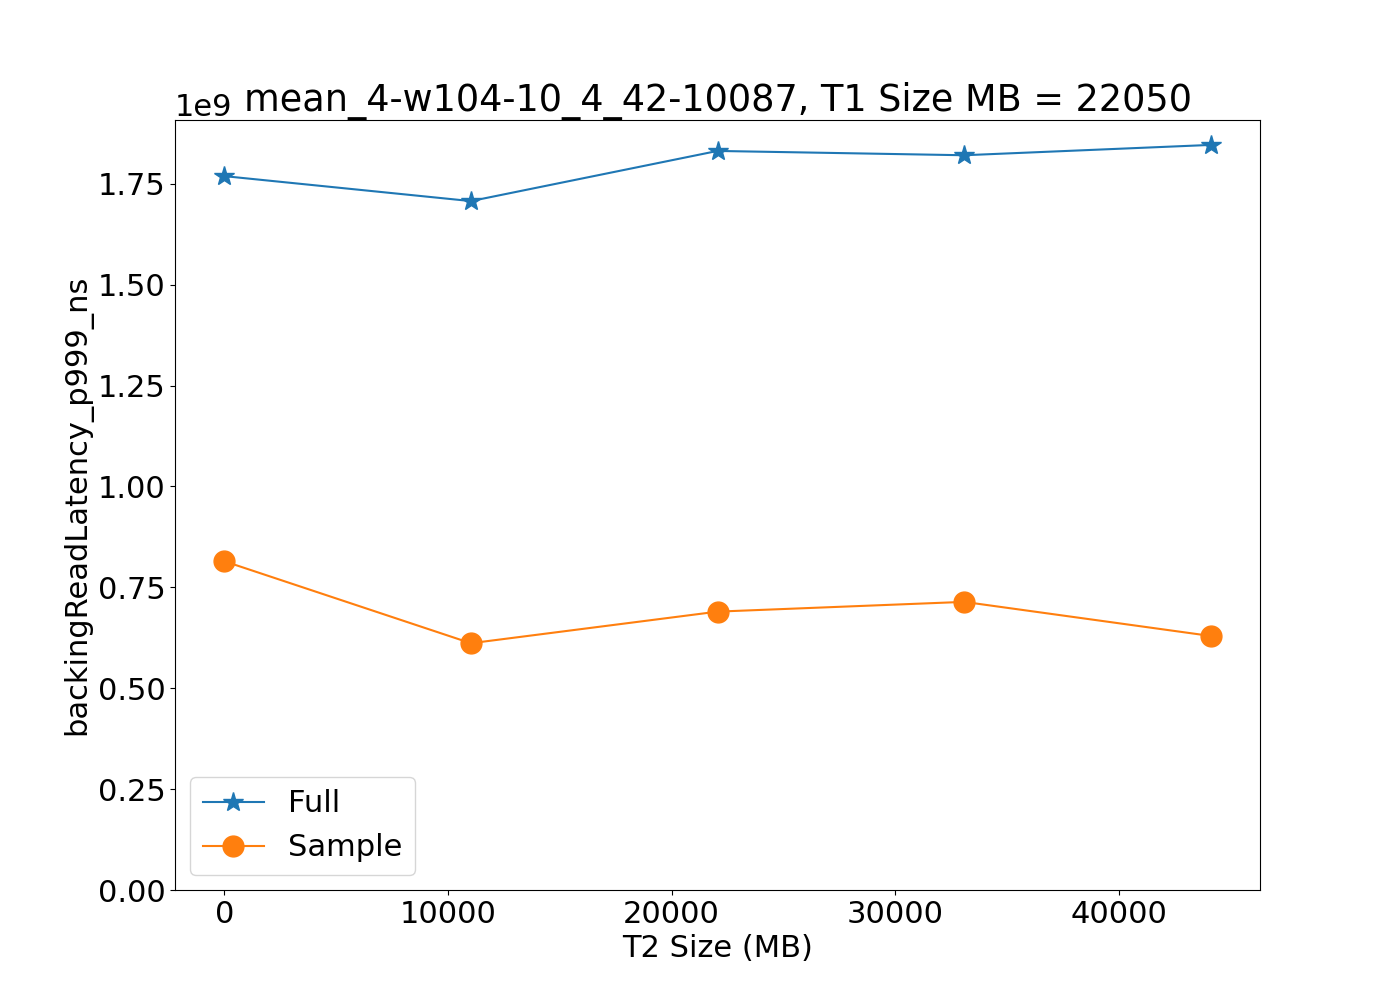 1e9
mean_4-w104-10_4_42-10087, T1 Size MB = 22050
backingReadLatency_p999_ns
1.75
1.50
1.25
1.00
0.75
0.50
0.25
0.00
Full
Sample
0 10000 20000 30000 40000
T2 Size (MB)